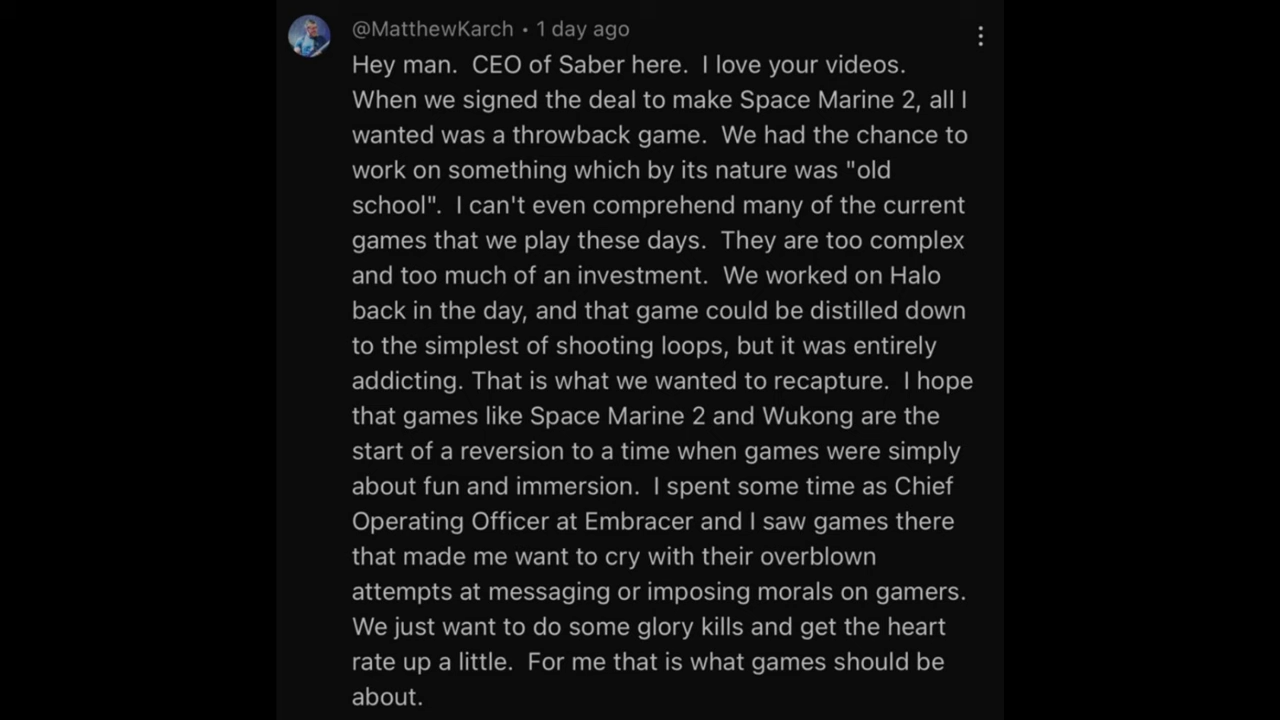 @MatthewKarch • 1 day ago
Hey man.  CEO of Saber here.  I love your videos.
When we signed the deal to make Space Marine 2, all I
wanted was a throwback game.  We had the chance to
work on something which by its nature was "old
school".  I can't even comprehend many of the current
games that we play these days.  They are too complex
and too much of an investment.  We worked on Halo
back in the day, and that game could be distilled down
to the simplest of shooting loops, but it was entirely
addicting. That is what we wanted to recapture.  I hope
that games like Space Marine 2 and Wukong are the
start of a reversion to a time when games were simply
about fun and immersion.  I spent some time as Chief
Operating Officer at Embracer and I saw games there
that made me want to cry with their overblown
attempts at messaging or imposing morals on gamers.
We just want to do some glory kills and get the heart
rate up a little.  For me that is what games should be
about.